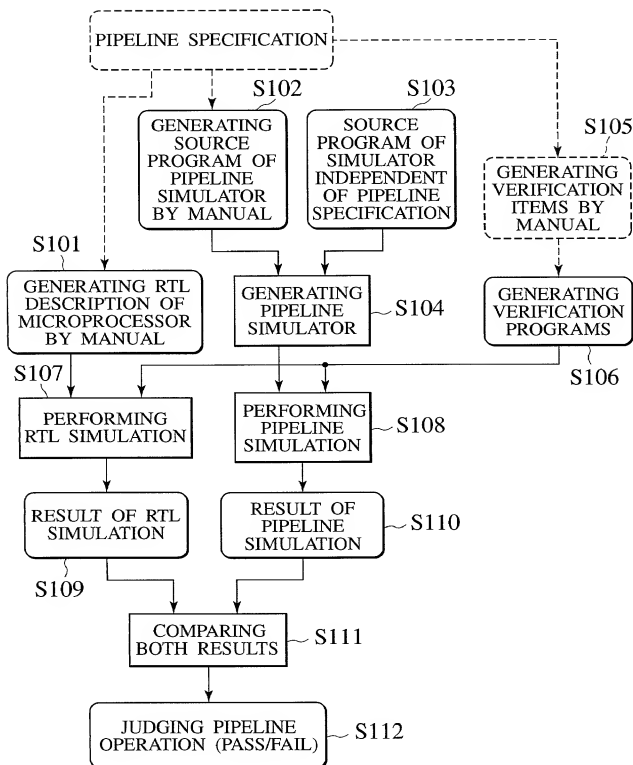 PIPELINE SPECIFICATION
S102
S103
GENERATING
SOURCE
PROGRAM OF
PIPELINE
SIMULATOR
BY MANUAL
SOURCE
PROGRAM OF
SIMULATOR
INDEPENDENT
OF PIPELINE
SPECIFICATION
S105
GENERATING
VERIFICATION
ITEMS BY
MANUAL
S101
GENERATING RTL
DESCRIPTION OF
MICROPROCESSOR
BY MANUAL
GENERATING
PIPELINE
SIMULATOR
S104
GENERATING
VERIFICATION
PROGRAMS
S106
S107
PERFORMING
RTL SIMULATION
PERFORMING
PIPELINE
SIMULATION
S108
RESULT OF RTL
SIMULATION
S109
RESULT OF
PIPELINE
SIMULATION
S110
COMPARING
BOTH RESULTS
S111
JUDGING PIPELINE
OPERATION (PASS/FAIL)
S112